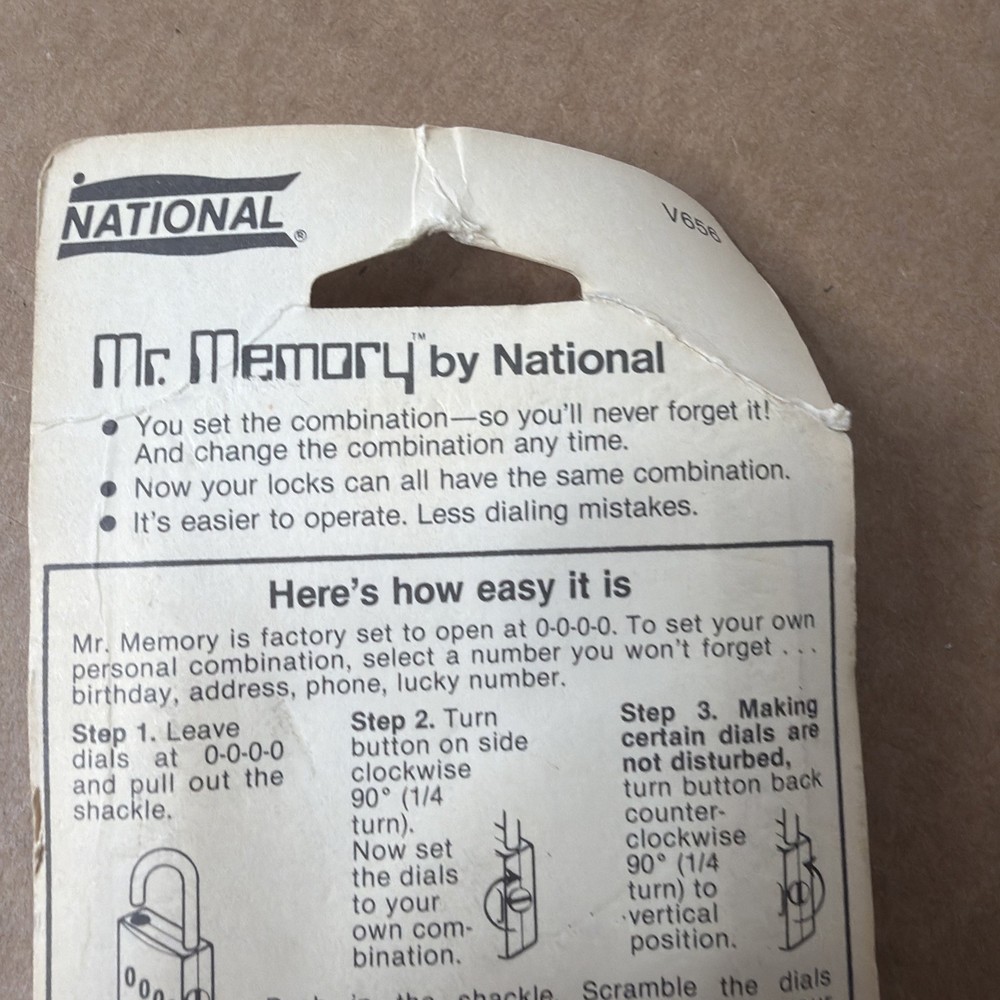 NATIONAL®
V656
Mr. Memory™ by National
● You set the combination—so you'll never forget it!
And change the combination any time.
● Now your locks can all have the same combination.
● It's easier to operate. Less dialing mistakes.
Here's how easy it is
Mr. Memory is factory set to open at 0-0-0-0. To set your own
personal combination, select a number you won't forget . . .
birthday, address, phone, lucky number.
Step 1. Leave
dials at 0-0-0-0
and pull out the
shackle.
Step 2. Turn
button on side
clockwise
90° (1/4
turn).
Now set
the dials
to your
own com-
bination.
Step 3. Making
certain dials are
not disturbed,
turn button back
counter-
clockwise
90° (1/4
turn) to
vertical
position.
000
the shackle. Scramble the dials